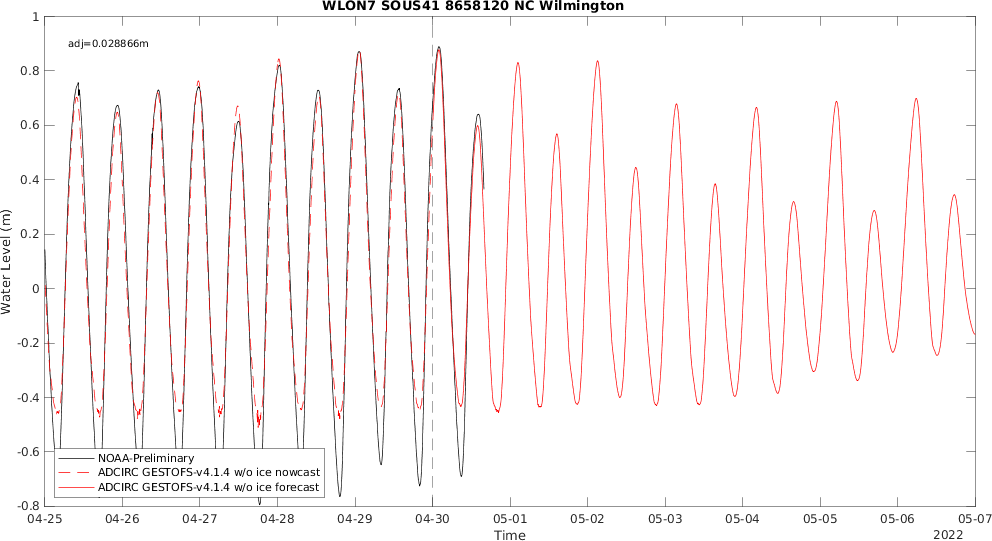 WLON7 SOUS41 8658120 NC Wilmington
adj=0.028866m
1
0.8
0.6
0.4
0.2
0
-0.2
-0.4
-0.6
-0.8
Water Level (m)
NOAA-Preliminary
ADCIRC GESTOFS-v4.1.4 w/o ice nowcast
ADCIRC GESTOFS-v4.1.4 w/o ice forecast
04-25 04-26 04-27 04-28 04-29 04-30 05-01 05-02 05-03 05-04 05-05 05-06 05-07
Time
2022